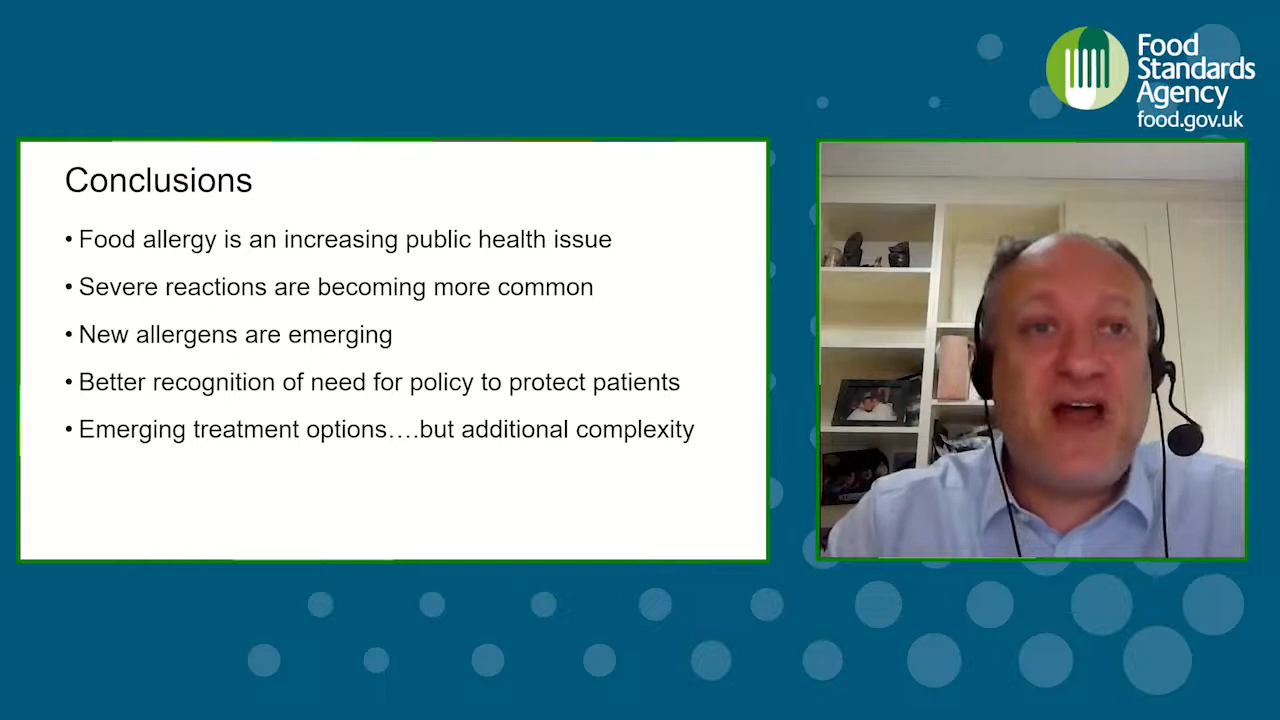 Food
Standards
Agency
food.gov.uk
Conclusions
• Food allergy is an increasing public health issue
• Severe reactions are becoming more common
• New allergens are emerging
• Better recognition of need for policy to protect patients
• Emerging treatment options….but additional complexity